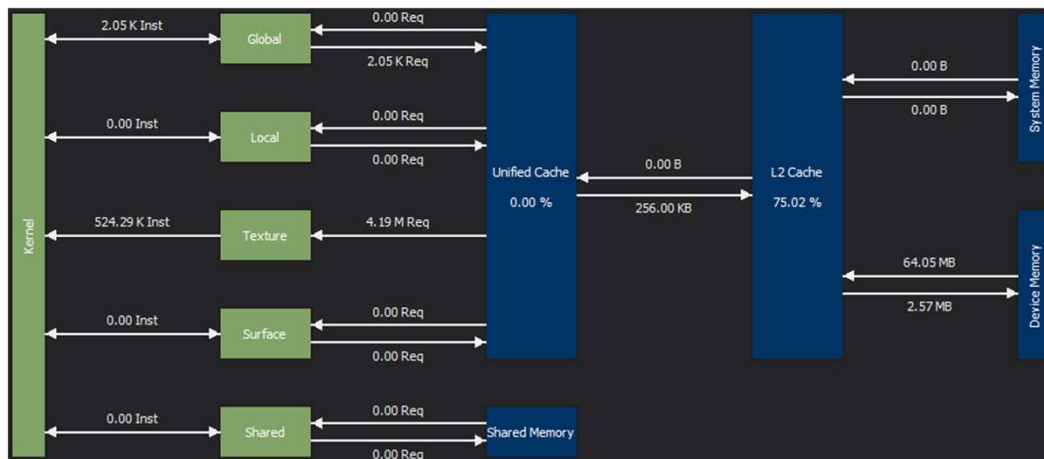 0.00 Req
2.05 K Inst
Global
2.05 K Req
0.00 B
0.00 B
System Memory
0.00 Req
0.00 Inst
Local
0.00 Req
Unified Cache
0.00 %
0.00 B
256.00 KB
L2 Cache
75.02 %
Kernel
524.29 K Inst
Texture
4.19 M Req
64.05 MB
2.57 MB
Device Memory
0.00 Req
0.00 Inst
Surface
0.00 Req
0.00 Req
0.00 Inst
Shared
0.00 Req
Shared Memory